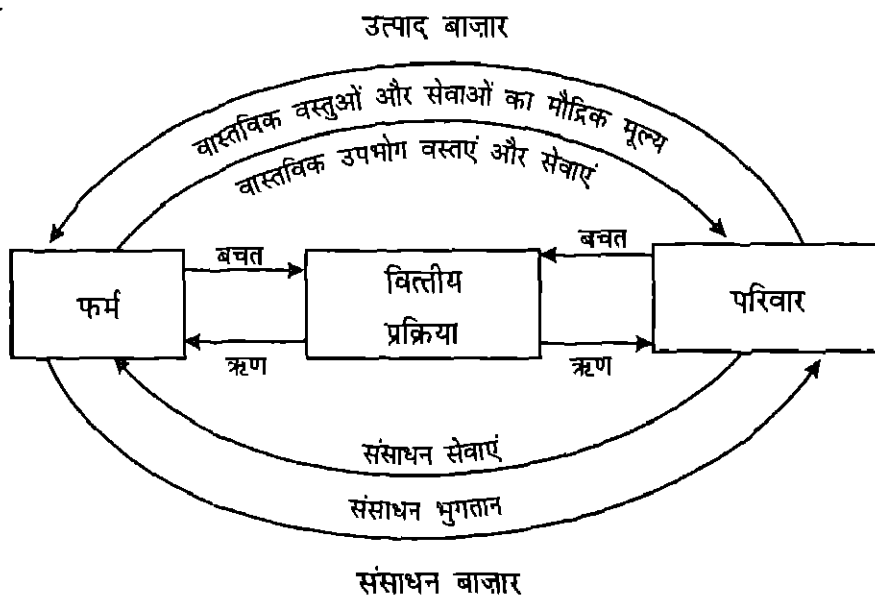 उत्पाद बाज़ार
वास्तविक वस्तुओं और सेवाओं का मौद्रिक मूल्य
वास्तविक उपभोग वस्तएं और सेवाएं
बचत
बचत
फर्म
वित्तीय
प्रक्रिया
परिवार
ऋण
ऋण
संसाधन सेवाएं
संसाधन भुगतान
संसाधन बाज़ार